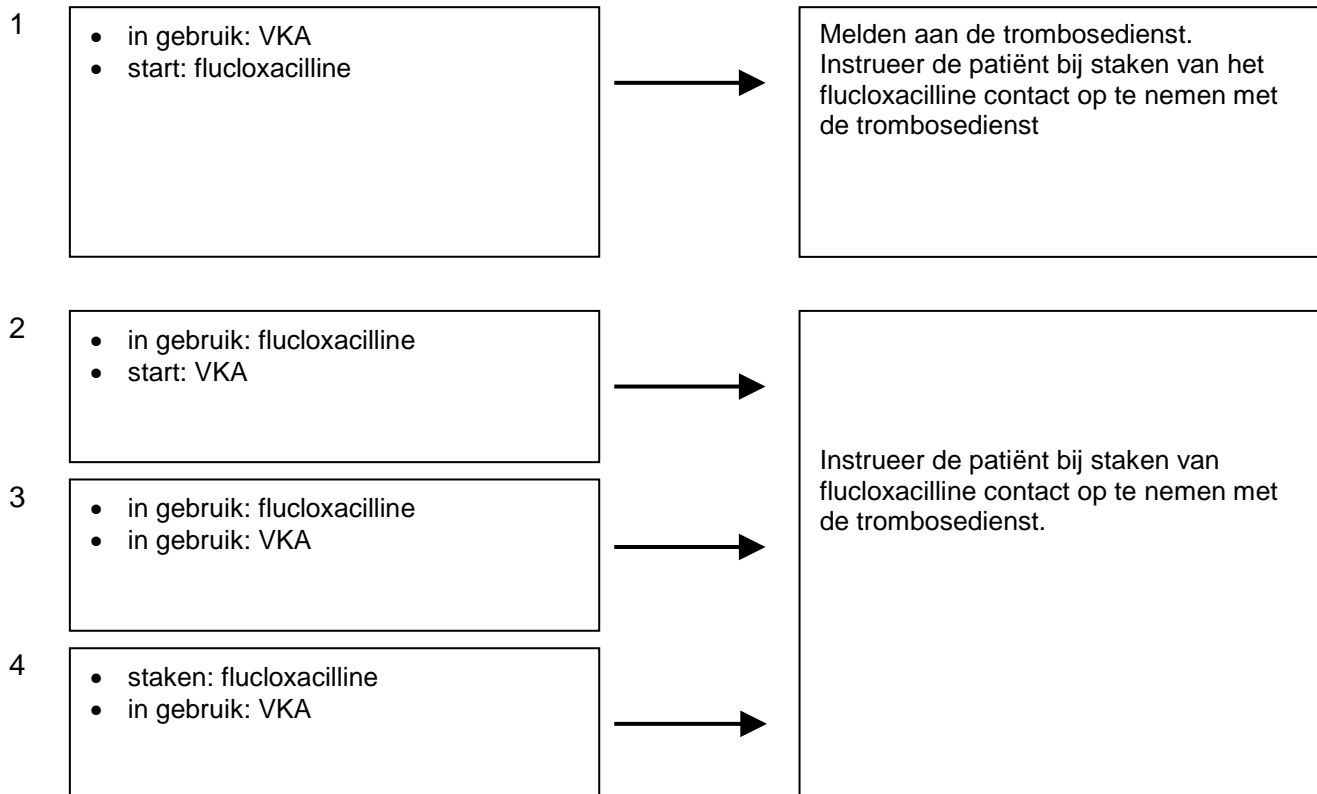 1
• in gebruik: VKA
• start: flucloxacilline
Melden aan de trombosedienst.
Instrueer de patiënt bij staken van het
flucloxacilline contact op te nemen met
de trombosedienst
2
• in gebruik: flucloxacilline
• start: VKA
3
• in gebruik: flucloxacilline
• in gebruik: VKA
4
• staken: flucloxacilline
• in gebruik: VKA
Instrueer de patiënt bij staken van
flucloxacilline contact op te nemen met
de trombosedienst.